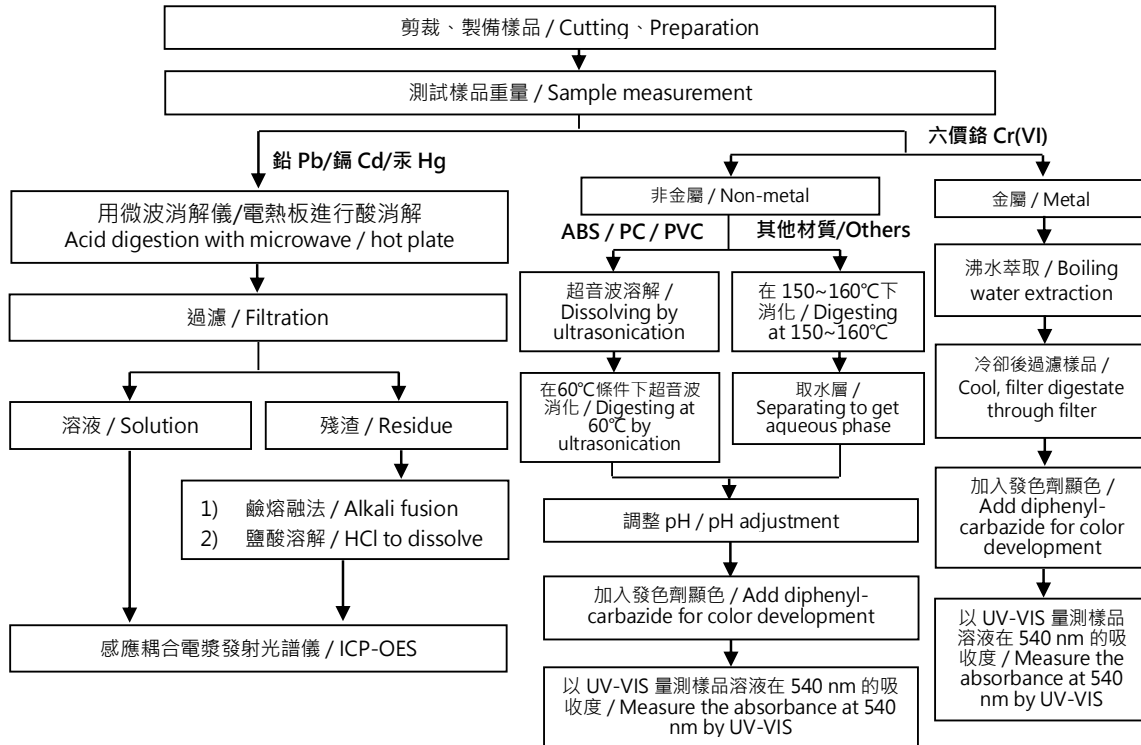 剪裁、製備樣品 / Cutting、Preparation
測試樣品重量 / Sample measurement
鉛 Pb/鎘 Cd/汞 Hg
六價鉻 Cr(VI)
用微波消解儀/電熱板進行酸消解
Acid digestion with microwave / hot plate
過濾 / Filtration
溶液 / Solution
殘渣 / Residue
1) 鹼熔融法 / Alkali fusion
2) 鹽酸溶解 / HCl to dissolve
感應耦合電漿發射光譜儀 / ICP-OES
非金屬 / Non-metal
ABS / PC / PVC
其他材質/Others
超音波溶解 /
Dissolving by
ultrasonication
在60℃條件下超音波
消化 / Digesting at
60℃ by
ultrasonication
在 150~160℃下
消化 / Digesting
at 150~160℃
取水層 /
Separating to get
aqueous phase
調整 pH / pH adjustment
加入發色劑顯色 / Add diphenyl-
carbazide for color development
以 UV-VIS 量測樣品溶液在 540 nm 的吸
收度 / Measure the absorbance at 540
nm by UV-VIS
金屬 / Metal
沸水萃取 / Boiling
water extraction
冷卻後過濾樣品 /
Cool, filter digestate
through filter
加入發色劑顯色 /
Add diphenyl-
carbazide for color
development
以 UV-VIS 量測樣品
溶液在 540 nm 的吸
收度 / Measure the
absorbance at 540
nm by UV-VIS